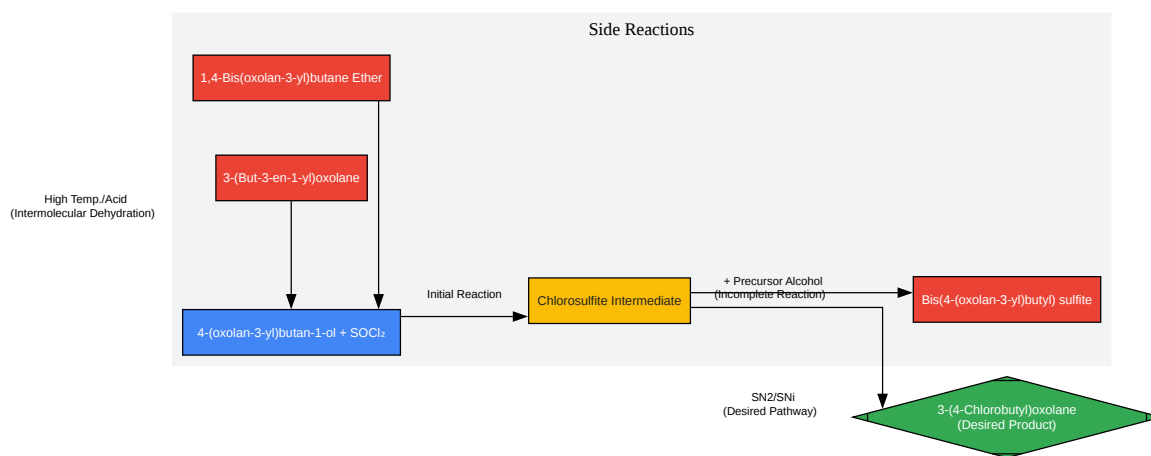 Side Reactions
1,4-Bis(oxolan-3-yl)butane Ether
3-(But-3-en-1-yl)oxolane
High Temp./Acid
(Intermolecular Dehydration)
4-(oxolan-3-yl)butan-1-ol + SOCl₂
Initial Reaction
Chlorosulfite Intermediate
+ Precursor Alcohol
(Incomplete Reaction)
Bis(4-(oxolan-3-yl)butyl) sulfite
SN2/SNi
(Desired Pathway)
3-(4-Chlorobutyl)oxolane
(Desired Product)